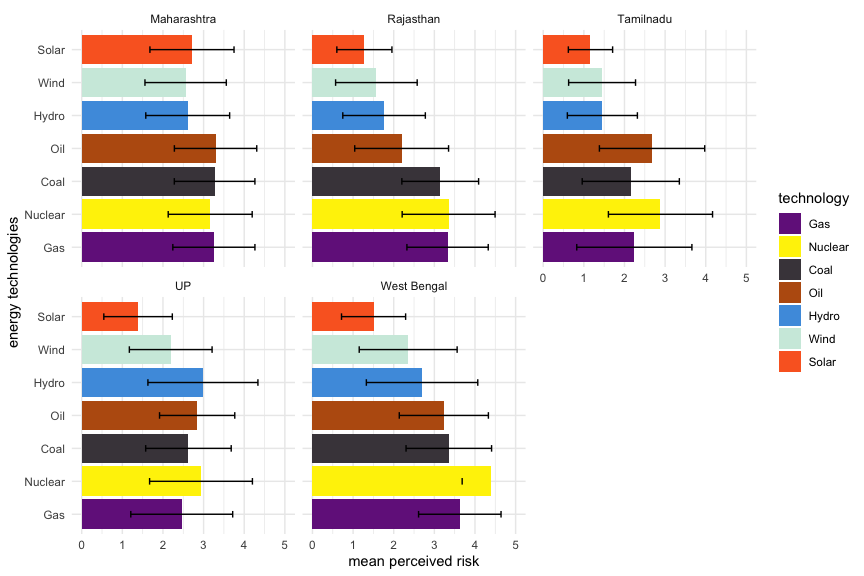 Maharashtra Rajasthan Tamilnadu
Solar
Wind
Hydro
Oil
Coal
Nuclear
Gas
0 1 2 3 4 5
energy technologies
UP West Bengal
Solar
Wind
Hydro
Oil
Coal
Nuclear
Gas
0 1 2 3 4 5 0 1 2 3 4 5
mean perceived risk
technology
Gas
Nuclear
Coal
Oil
Hydro
Wind
Solar